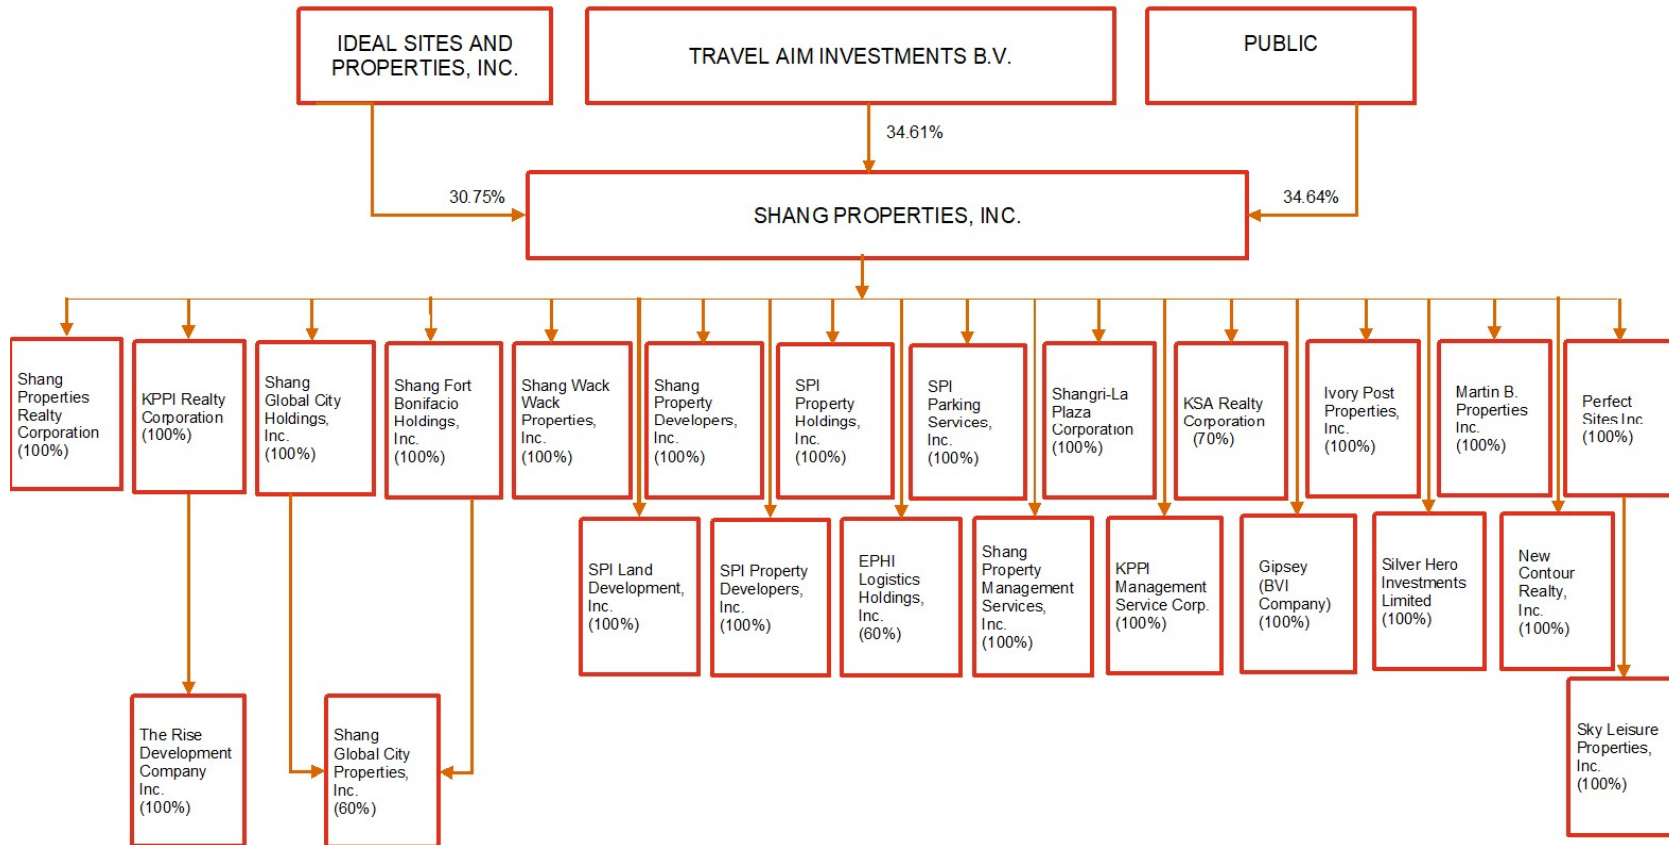 IDEAL SITES AND
PROPERTIES, INC.
TRAVEL AIM INVESTMENTS B.V.
PUBLIC
34.61%
30.75%
34.64%
SHANG PROPERTIES, INC.
Shang
Properties
Realty
Corporation
(100%)
KPPI Realty
Corporation
(100%)
Shang
Global City
Holdings,
Inc.
(100%)
Shang Fort
Bonifacio
Holdings,
Inc.
(100%)
Shang Wack
Wack
Properties,
Inc.
(100%)
Shang
Property
Developers,
Inc.
(100%)
SPI
Property
Holdings,
Inc.
(100%)
SPI
Parking
Services,
Inc.
(100%)
Shangri-La
Plaza
Corporation
(100%)
KSA Realty
Corporation
(70%)
Ivory Post
Properties,
Inc.
(100%)
Martin B.
Properties
Inc.
(100%)
Perfect
Sites Inc
(100%)
SPI Land
Development,
Inc.
(100%)
SPI Property
Developers,
Inc.
(100%)
EPHI
Logistics
Holdings,
Inc.
(60%)
Shang
Property
Management
Services,
Inc.
(100%)
KPPI
Management
Service Corp.
(100%)
Gipsey
(BVI
Company)
(100%)
Silver Hero
Investments
Limited
(100%)
New
Contour
Realty,
Inc.
(100%)
The Rise
Development
Company
Inc.
(100%)
Shang
Global City
Properties,
Inc.
(60%)
Sky Leisure
Properties,
Inc.
(100%)